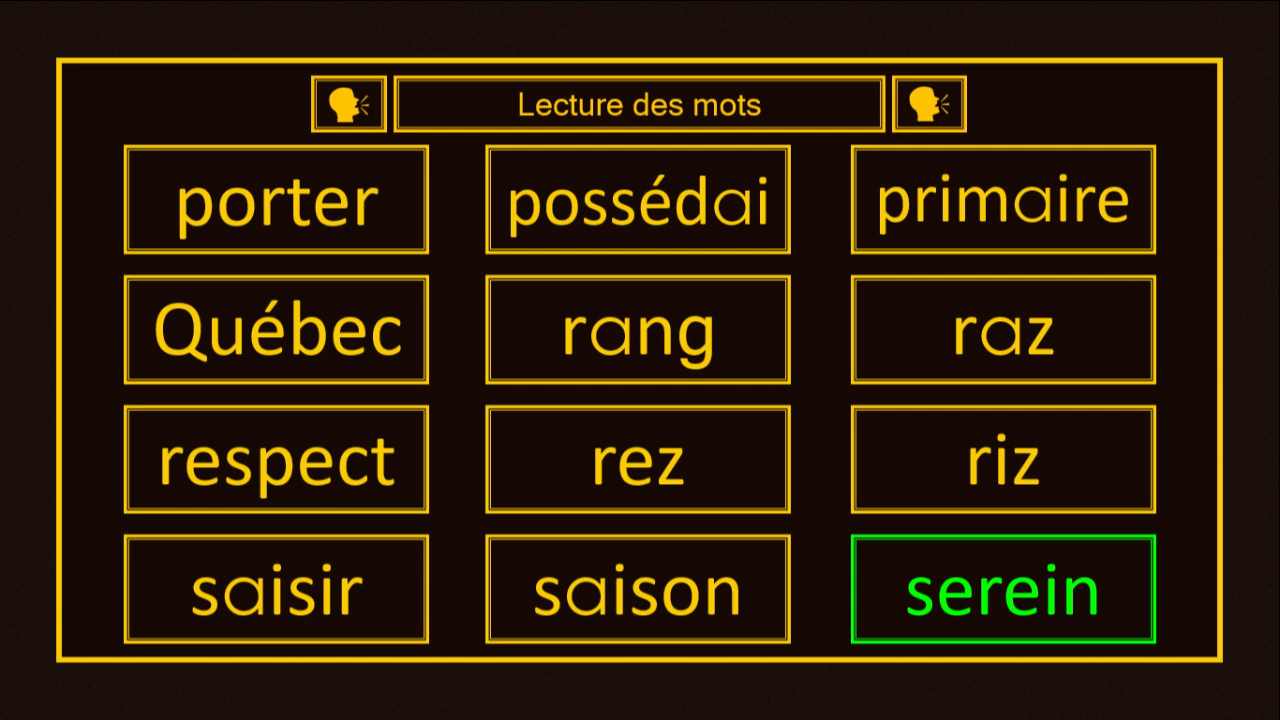 Lecture des mots
porter possédai primaire
Québec rang raz
respect rez riz
saisir saison serein